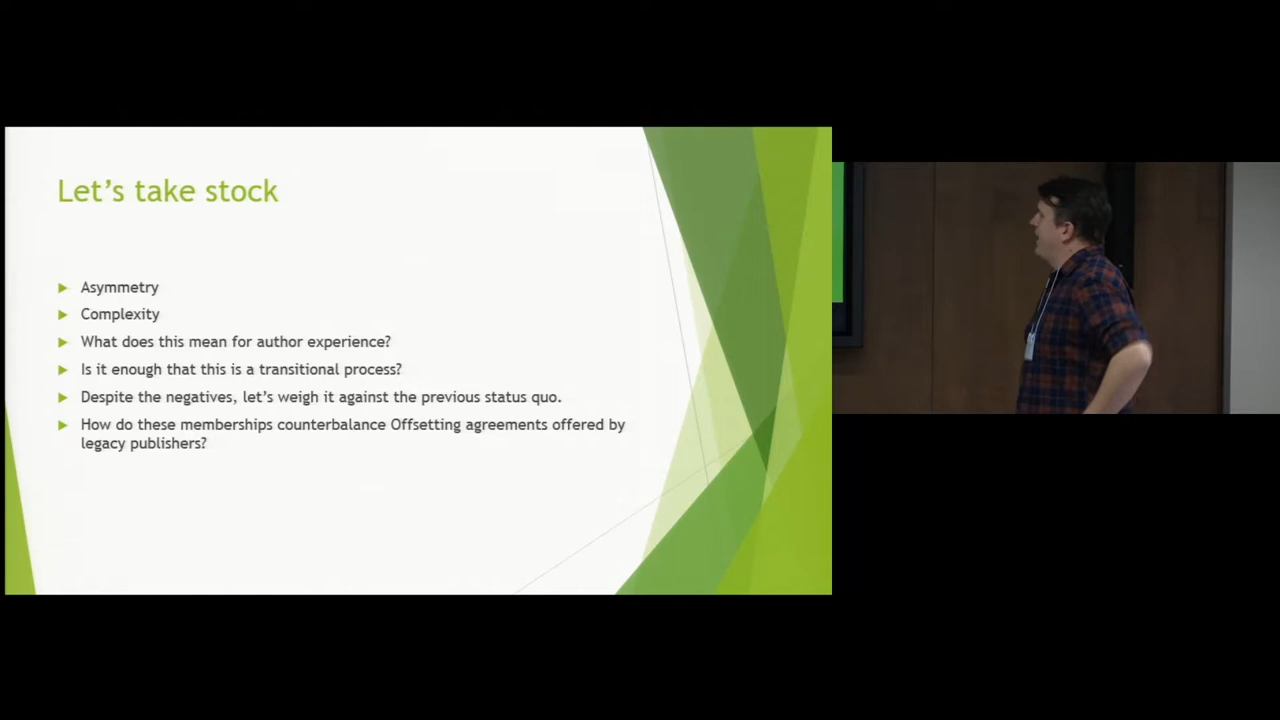 Let's take stock
Asymmetry
Complexity
What does this mean for author experience?
Is it enough that this is a transitional process?
Despite the negatives, let's weigh it against the previous status quo.
How do these memberships counterbalance Offsetting agreements offered by
legacy publishers?